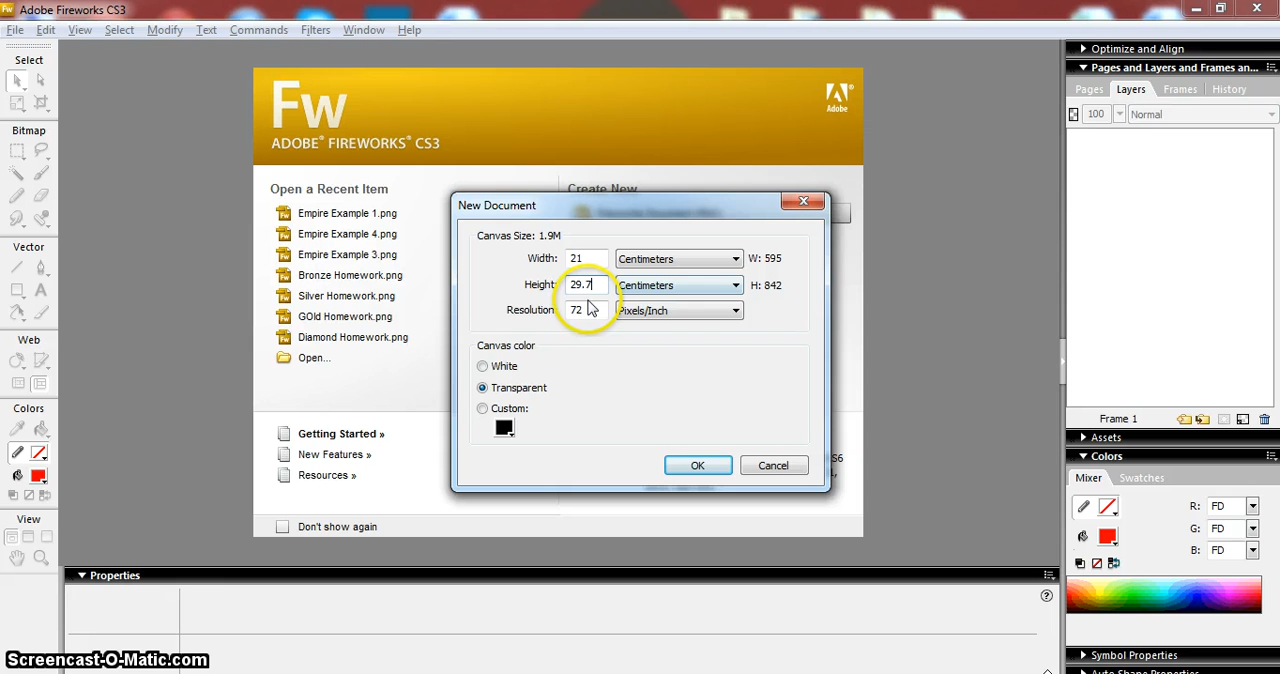 Fw Adobe Fireworks CS3
File Edit View Select Modify Text Commands Filters Window Help
Select
Bitmap
Vector
Web
Colors
View
Fw
ADOBE® FIREWORKS® CS3
Adobe
Open a Recent Item
Empire Example 1.png
Empire Example 4.png
Empire Example 3.png
Bronze Homework.png
Silver Homework.png
GOld Homework.png
Diamond Homework.png
Open...
Create New
Getting Started »
New Features »
Resources »
Don't show again
New Document
Canvas Size: 1.9M
Width: 21 Centimeters W: 595
Height: 29.7 Centimeters H: 842
Resolution: 72 Pixels/Inch
Canvas color
White
Transparent
Custom:
OK Cancel
Optimize and Align
Pages and Layers and Frames an...
Pages Layers Frames History
100 Normal
Frame 1
Assets
Colors
Mixer Swatches
R: FD
G: FD
B: FD
Symbol Properties
Auto Shape Properties
Properties
Screencast-O-Matic.com